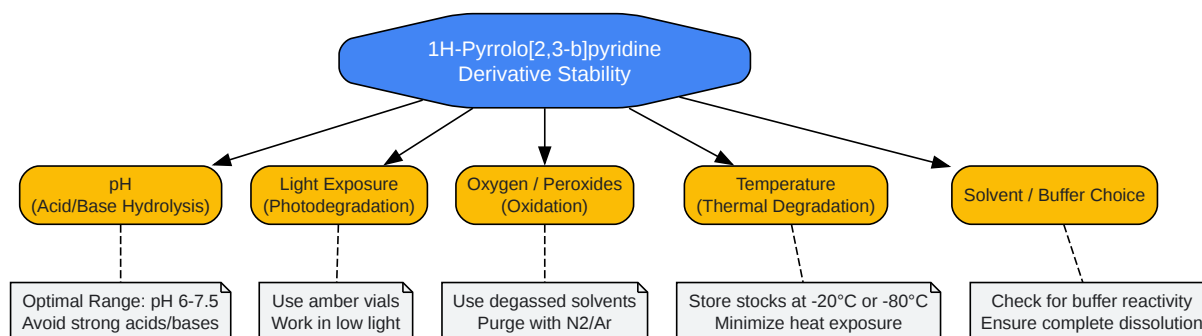 1H-Pyrrolo[2,3-b]pyridine
Derivative Stability
pH
(Acid/Base Hydrolysis)
Light Exposure
(Photodegradation)
Oxygen / Peroxides
(Oxidation)
Temperature
(Thermal Degradation)
Solvent / Buffer Choice
Optimal Range: pH 6-7.5
Avoid strong acids/bases
Use amber vials
Work in low light
Use degassed solvents
Purge with N2/Ar
Store stocks at -20°C or -80°C
Minimize heat exposure
Check for buffer reactivity
Ensure complete dissolution